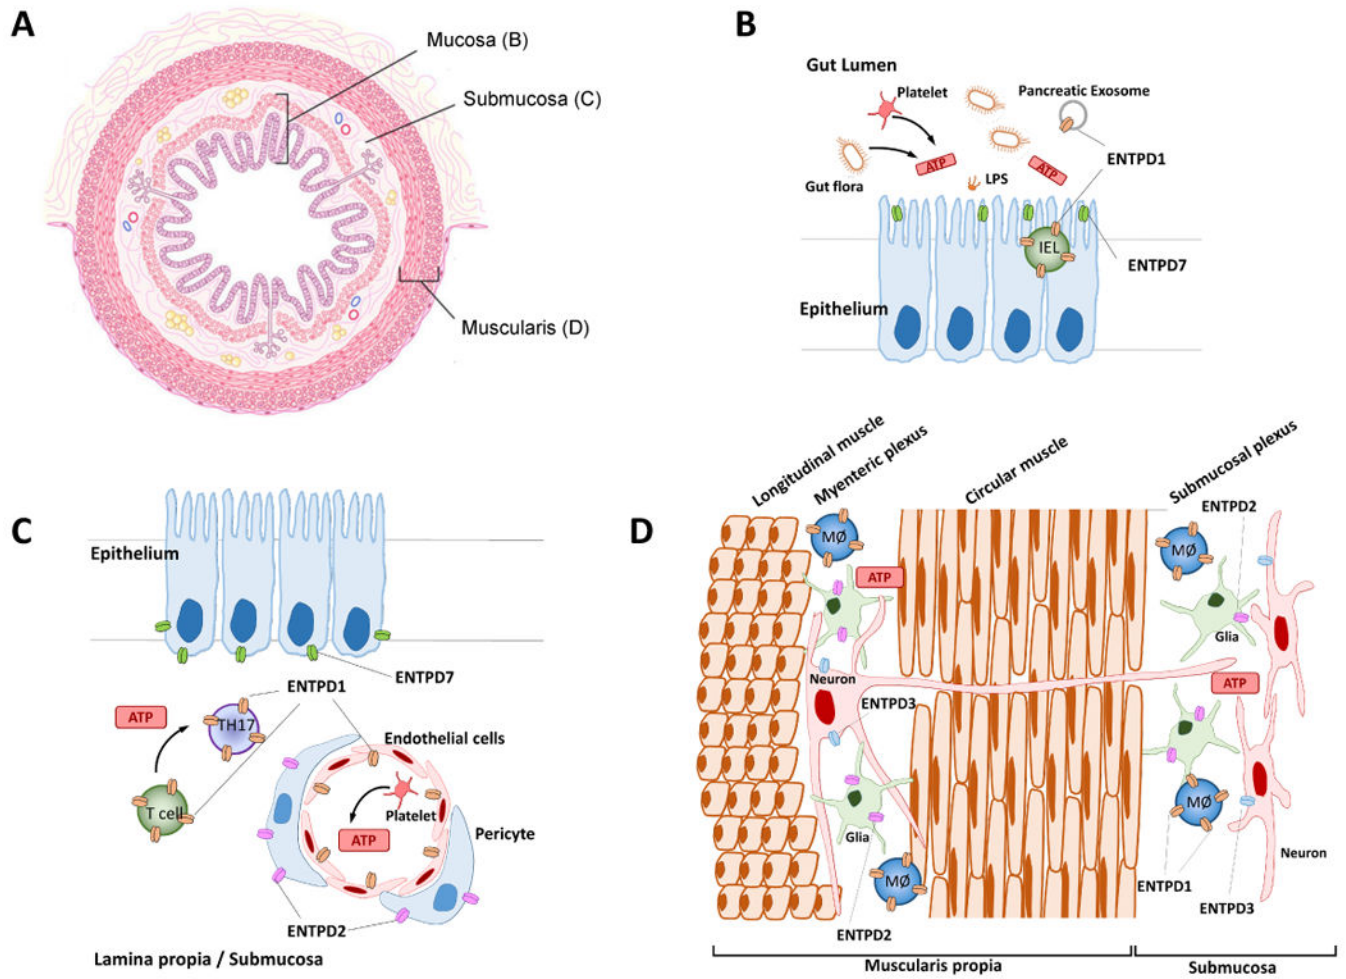 A
Mucosa (B)
Submucosa (C)
Muscularis (D)
B
Gut Lumen
Platelet
Pancreatic Exosome
ATP
ATP
ENTPD1
Gut flora
LPS
IEL
ENTPD7
Epithelium
C
Epithelium
ENTPD7
ENTPD1
ATP
TH17
T cell
Endothelial cells
Platelet
ATP
Pericyte
ENTPD2
Lamina propia / Submucosa
D
Longitudinal muscle
Myenteric plexus
Circular muscle
Submucosal plexus
ENTPD2
MØ
MØ
ATP
Glia
Neuron
ATP
ENTPD3
MØ
Glia
MØ
Neuron
ENTPD1
ENTPD3
ENTPD2
Muscularis propia
Submucosa